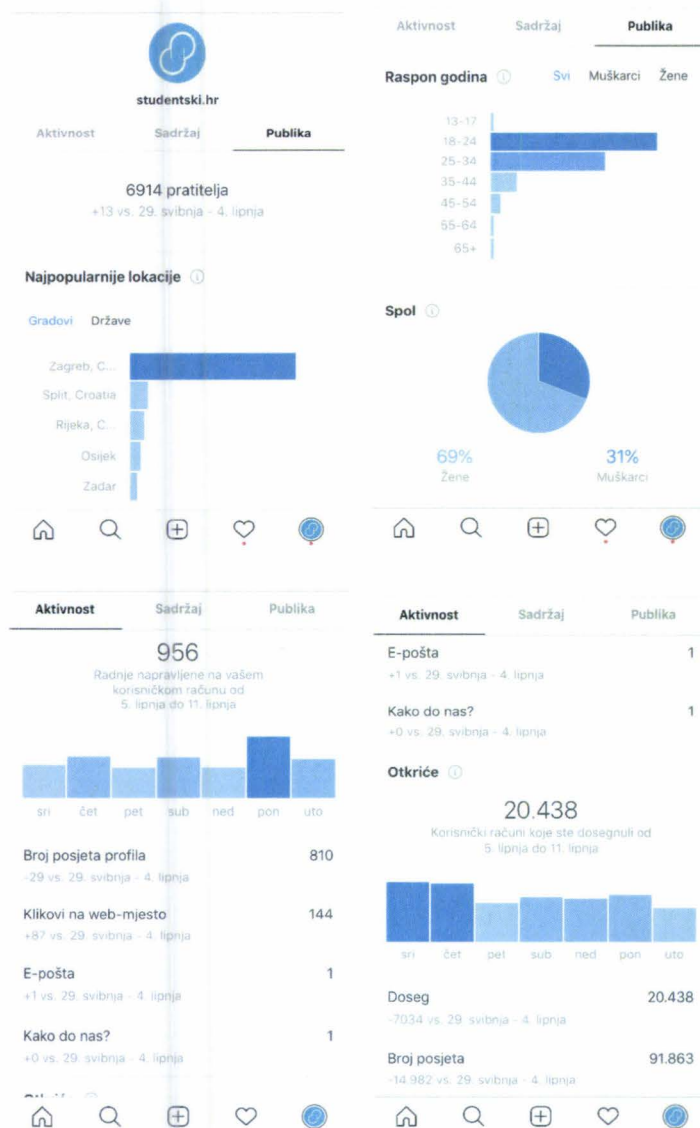 studentski.hr
Aktivnost Sadržaj Publika
6914 pratitelja
+13 vs. 29. svibnja - 4. lipnja
Najpopularnije lokacije
Gradovi Države
Zagreb, C...
Split, Croatia
Rijeka, C...
Osijek
Zadar
Aktivnost Sadržaj Publika
Raspon godina Svi Muškarci Žene
13-17
18-24
25-34
35-44
45-54
55-64
65+
Spol
69% 31%
Žene Muškarci
Aktivnost Sadržaj Publika
956
Radnje napravljene na vašem
korisničkom računu od
5. lipnja do 11. lipnja
sri čet pet sub ned pon uto
Broj posjeta profila 810
-29 vs. 29. svibnja - 4. lipnja
Klikovi na web-mjesto 144
+87 vs. 29. svibnja - 4. lipnja
E-pošta 1
+1 vs. 29. svibnja - 4. lipnja
Kako do nas? 1
+0 vs. 29. svibnja - 4. lipnja
Aktivnost Sadržaj Publika
E-pošta 1
+1 vs. 29. svibnja - 4. lipnja
Kako do nas? 1
+0 vs. 29. svibnja - 4. lipnja
Otkriće
20.438
Korisnički računi koje ste dosegnuli od
5. lipnja do 11. lipnja
sri čet pet sub ned pon uto
Doseg 20.438
-7034 vs. 29. svibnja - 4. lipnja
Broj posjeta 91.863
-14.982 vs. 29. svibnja - 4. lipnja